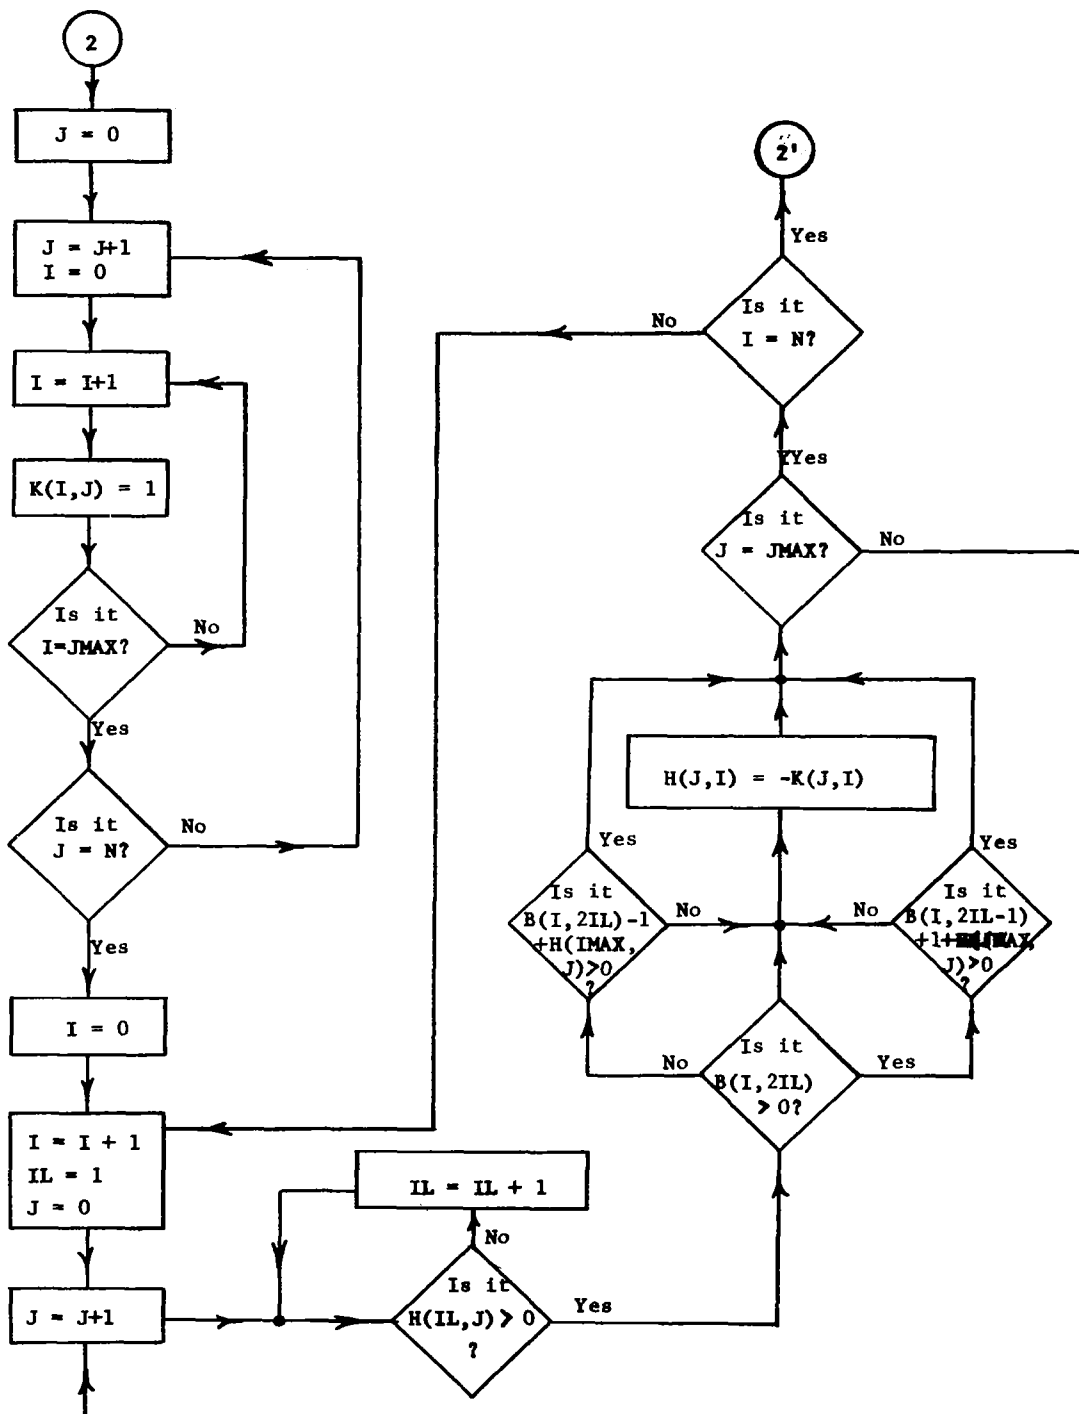 2
J = 0
J = J+1
I = 0
I = I+1
K(I,J) = 1
Is it
I=JMAX?
No
Yes
Is it
J = N?
No
Yes
I = 0
I = I + 1
IL = 1
J = 0
J = J+1
IL = IL + 1
No
Is it
H(IL,J) > 0
?
Yes
Is it
B(I,2IL)
> 0?
No
Yes
Is it
B(I,2IL)-1
+H(IMAX,
J)>0
?
Yes
No
Is it
B(I,2IL-1)
J)>0
?
Yes
No
H(J,I) = -K(J,I)
Is it
J = JMAX?
No
YYes
Is it
I = N?
No
Yes
2'